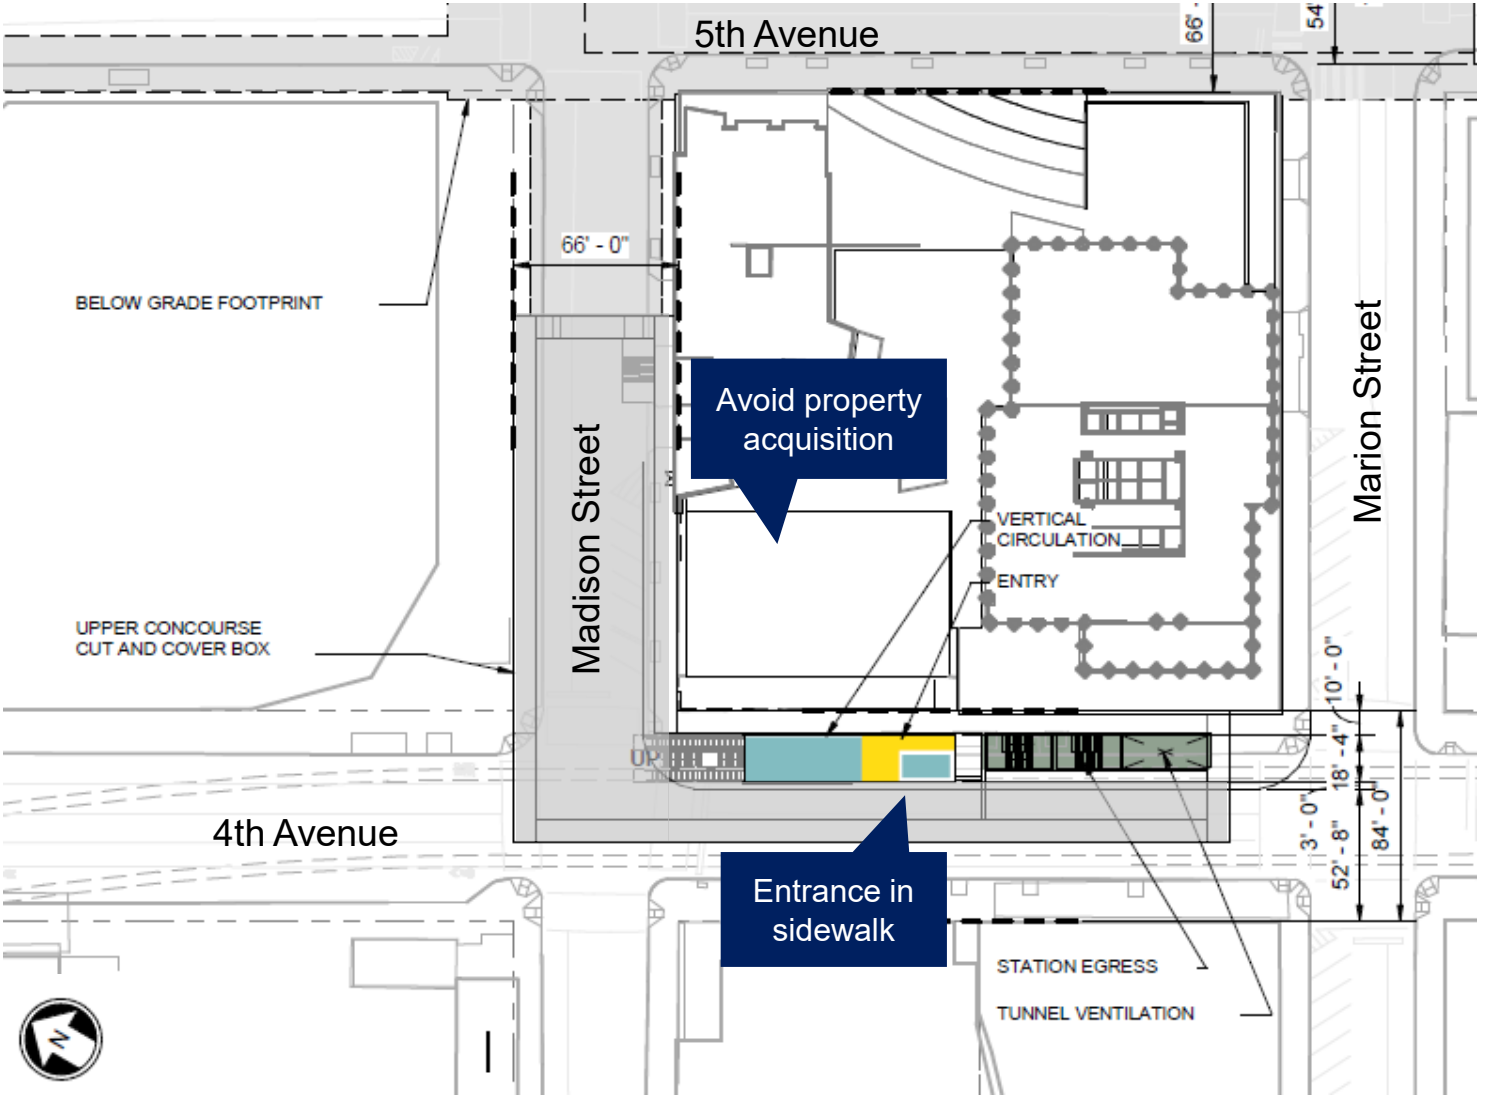 5th Avenue
66' -
54'
66' - 0"
BELOW GRADE FOOTPRINT
Avoid property
acquisition
Madison Street
Marion Street
VERTICAL
CIRCULATION
ENTRY
UPPER CONCOURSE
CUT AND COVER BOX
10' - 0"
18' - 4"
3' - 0"
52' - 8"
84' - 0"
UP
4th Avenue
Entrance in
sidewalk
STATION EGRESS
TUNNEL VENTILATION
N